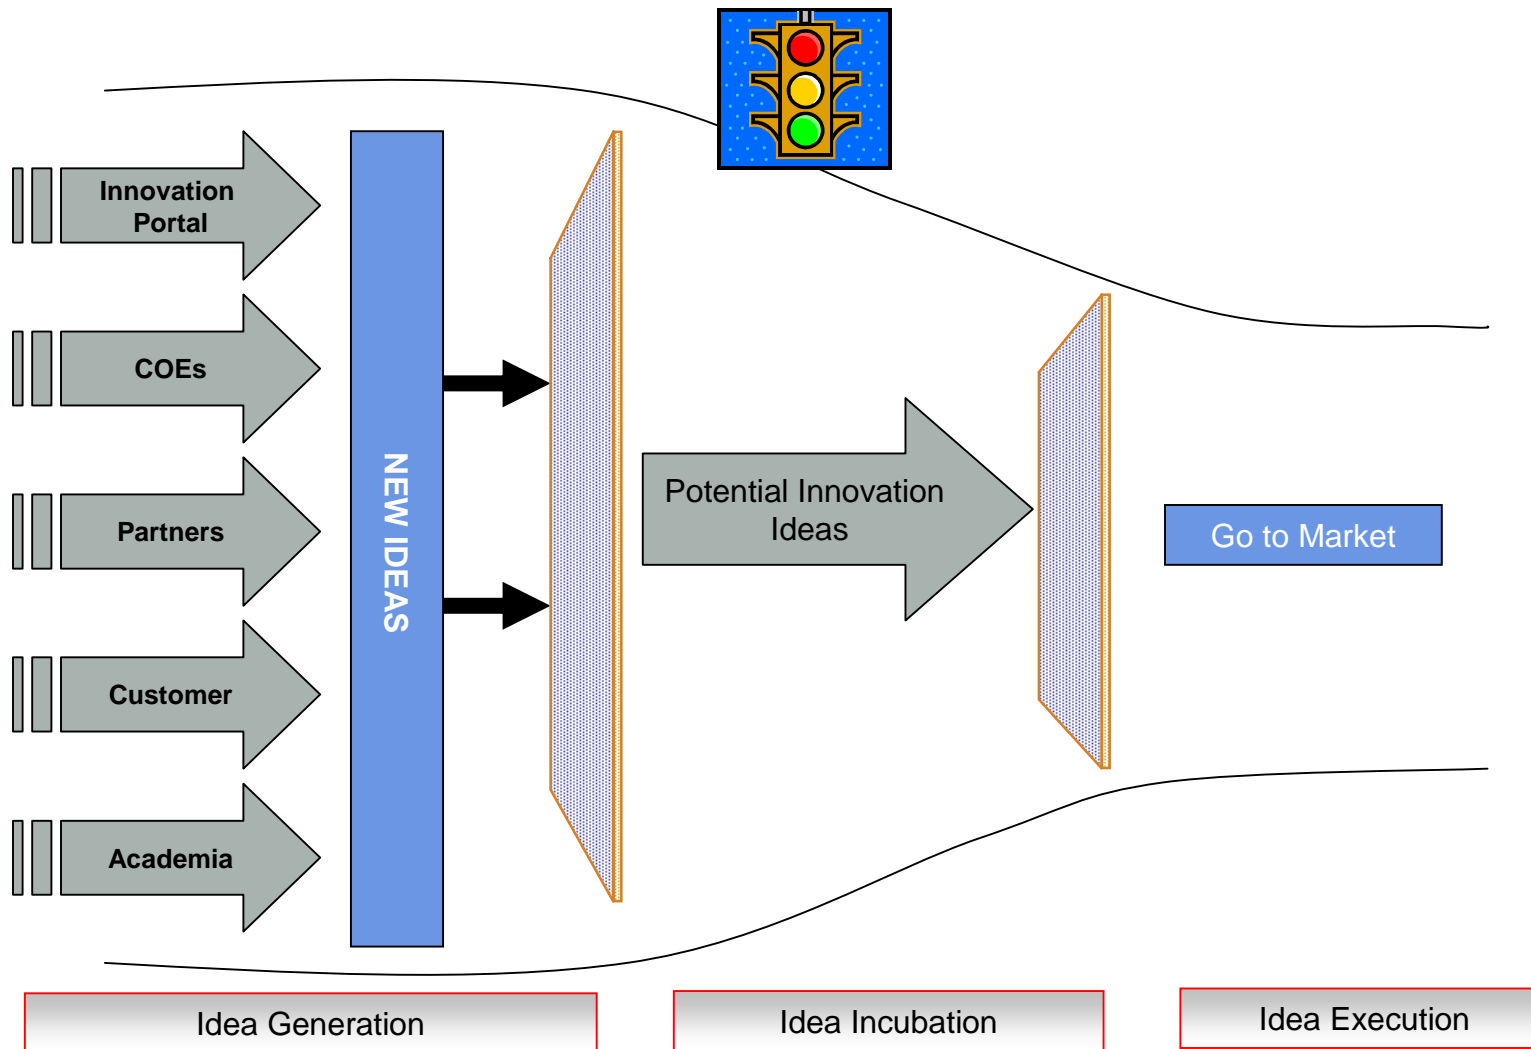 Innovation
Portal
COEs
Partners
Customer
Academia
NEW IDEAS
Potential Innovation
Ideas
Go to Market
Idea Generation
Idea Incubation
Idea Execution